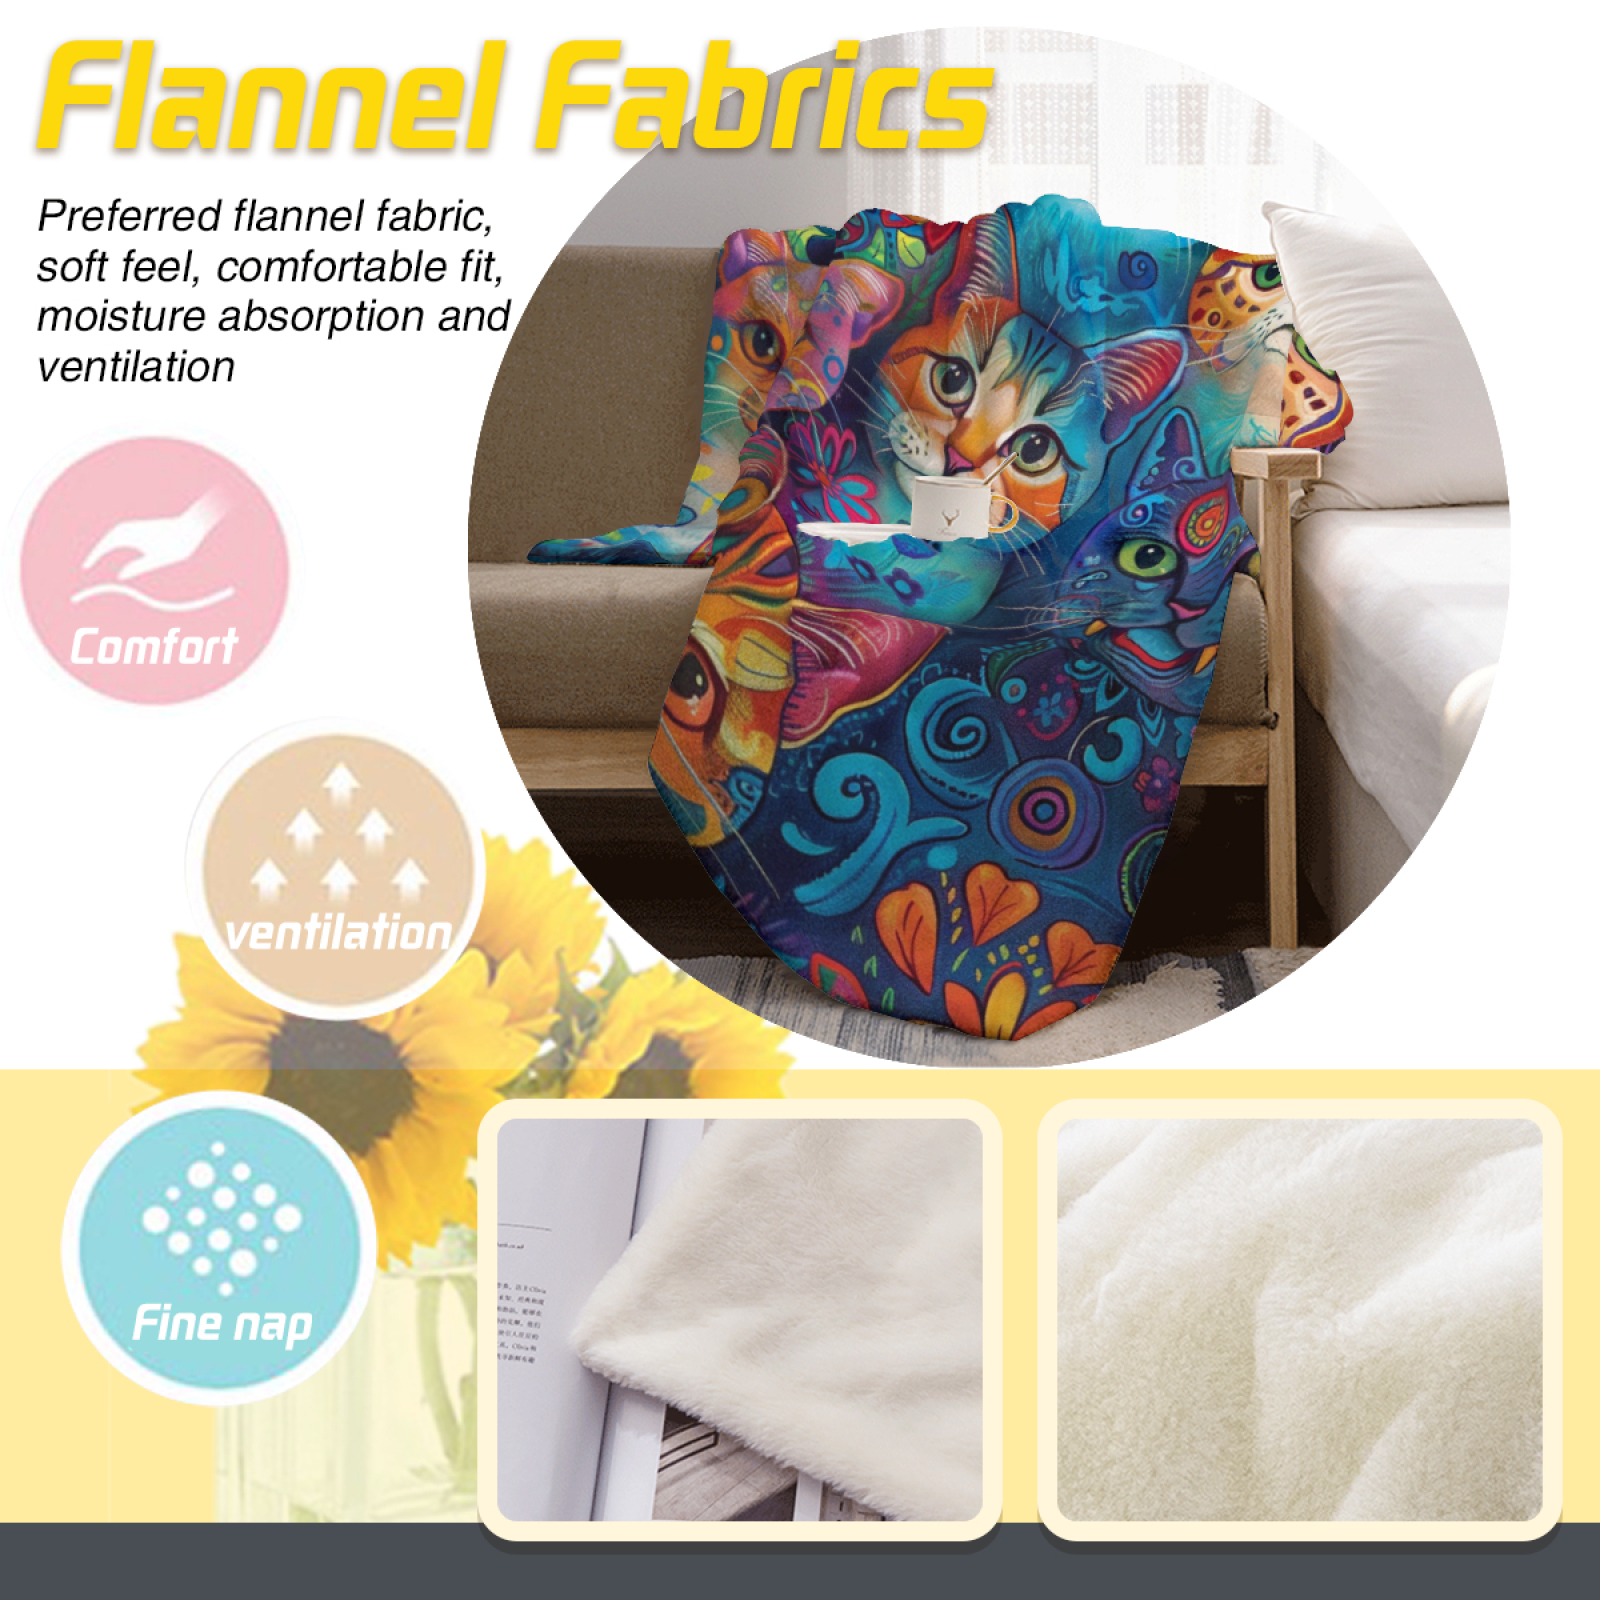 Flannel Fabrics
Preferred flannel fabric,
soft feel, comfortable fit,
moisture absorption and
ventilation
Comfort
ventilation
Fine nap